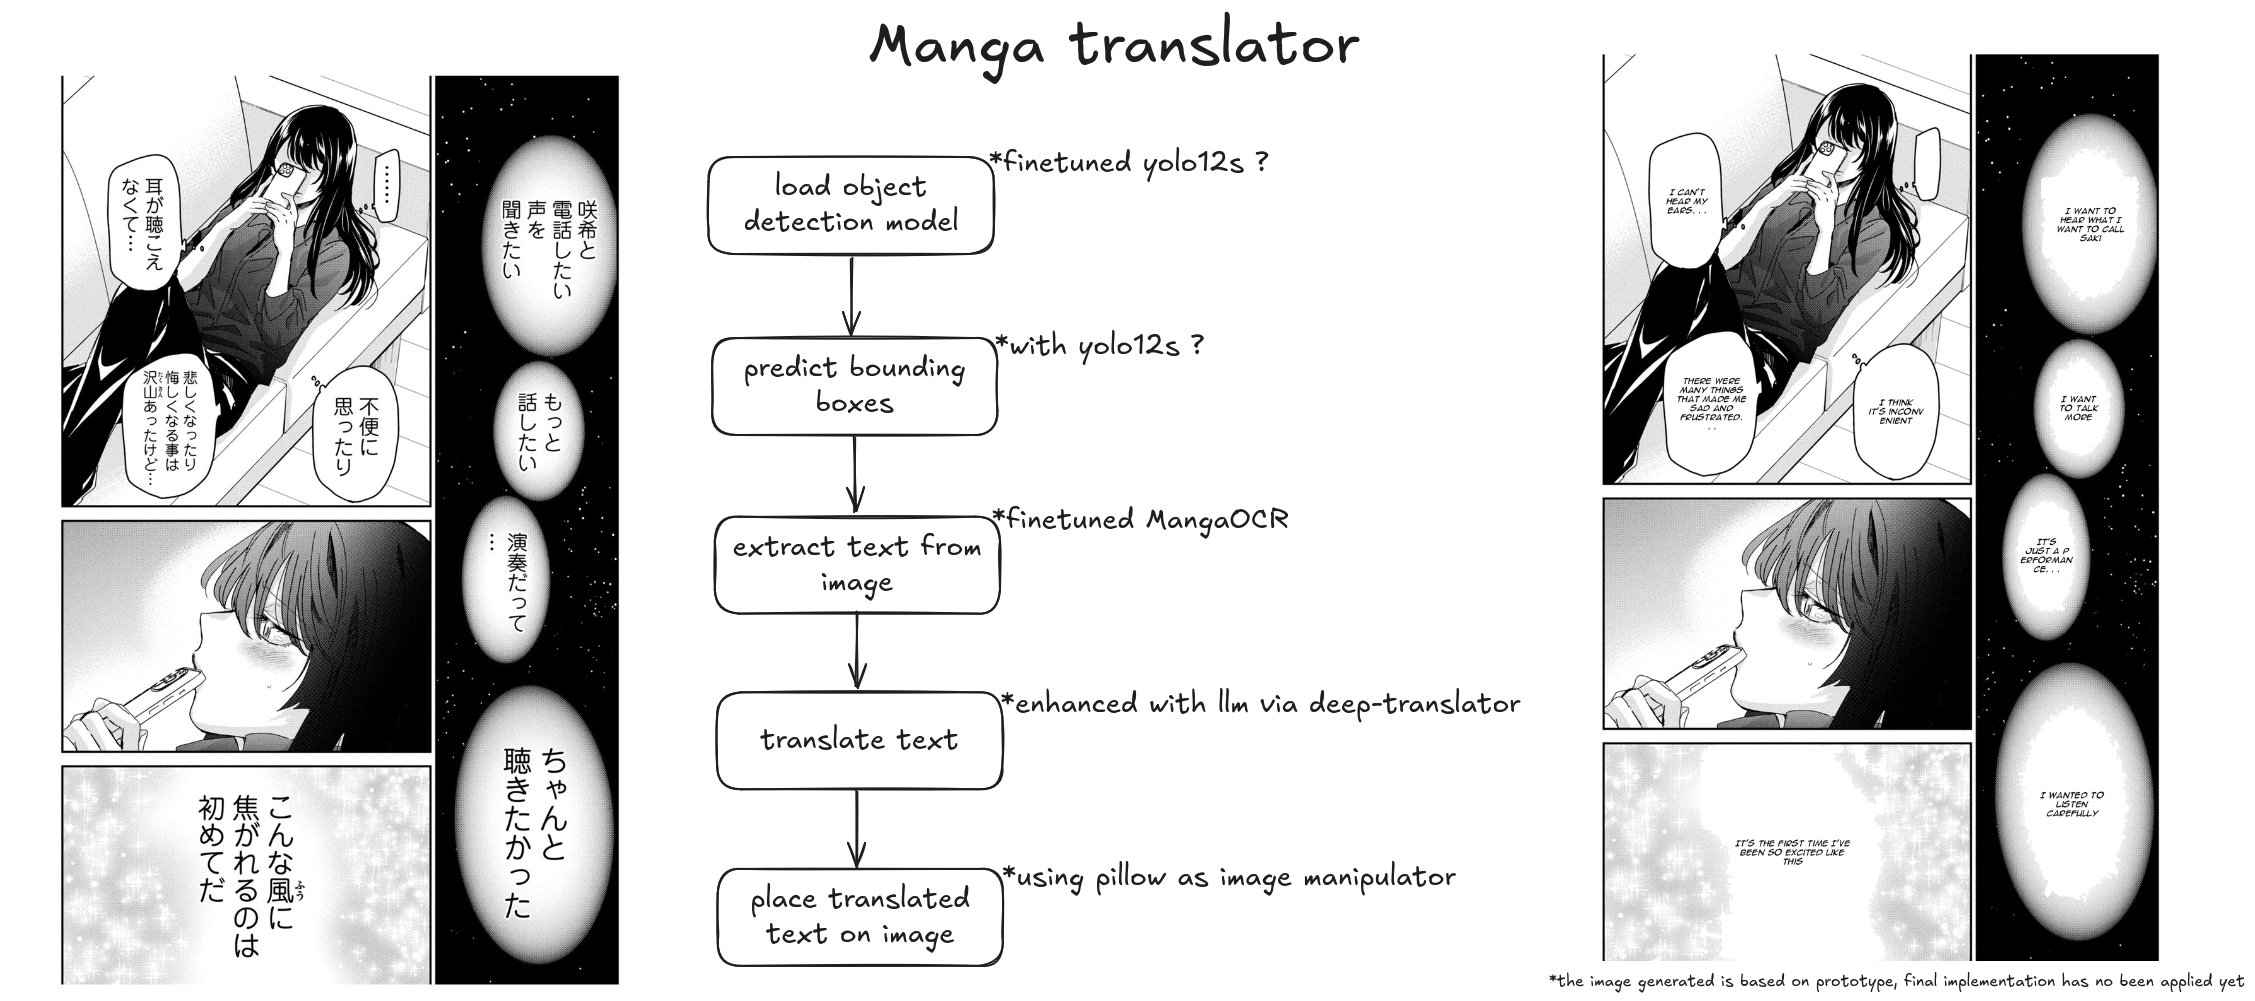 Manga translator
咲希と
電話したい
声を
聞きたい
もっと
話したい
演奏だって
…
ちゃんと
聴きたかった
……
耳が聴こえ
なくて…
不便に
思ったり
悲しくなったり
悔しくなる事は
沢山あったけど…
たくさん
こんな風に
ふう
焦がれるのは
初めてだ
load object
detection model
*finetuned yolo12s ?
predict bounding
boxes
*with yolo12s ?
extract text from
image
*finetuned MangaOCR
translate text
*enhanced with llm via deep-translator
place translated
text on image
*using pillow as image manipulator
I WANT TO
HEAR WHAT I
WANT TO CALL
SAKI
I WANT
TO TALK
MORE
IT'S
JUST A P
ERFORMAN
CE...
I WANTED TO
LISTEN
CAREFULLY
I CAN'T
HEAR MY
EARS...
I THINK
IT'S INCONV
ENIENT
THERE WERE
MANY THINGS
THAT MADE ME
SAD AND
FRUSTRATED.
..
IT'S THE FIRST TIME I'VE
BEEN SO EXCITED LIKE
THIS
*the image generated is based on prototype, final implementation has no been applied yet